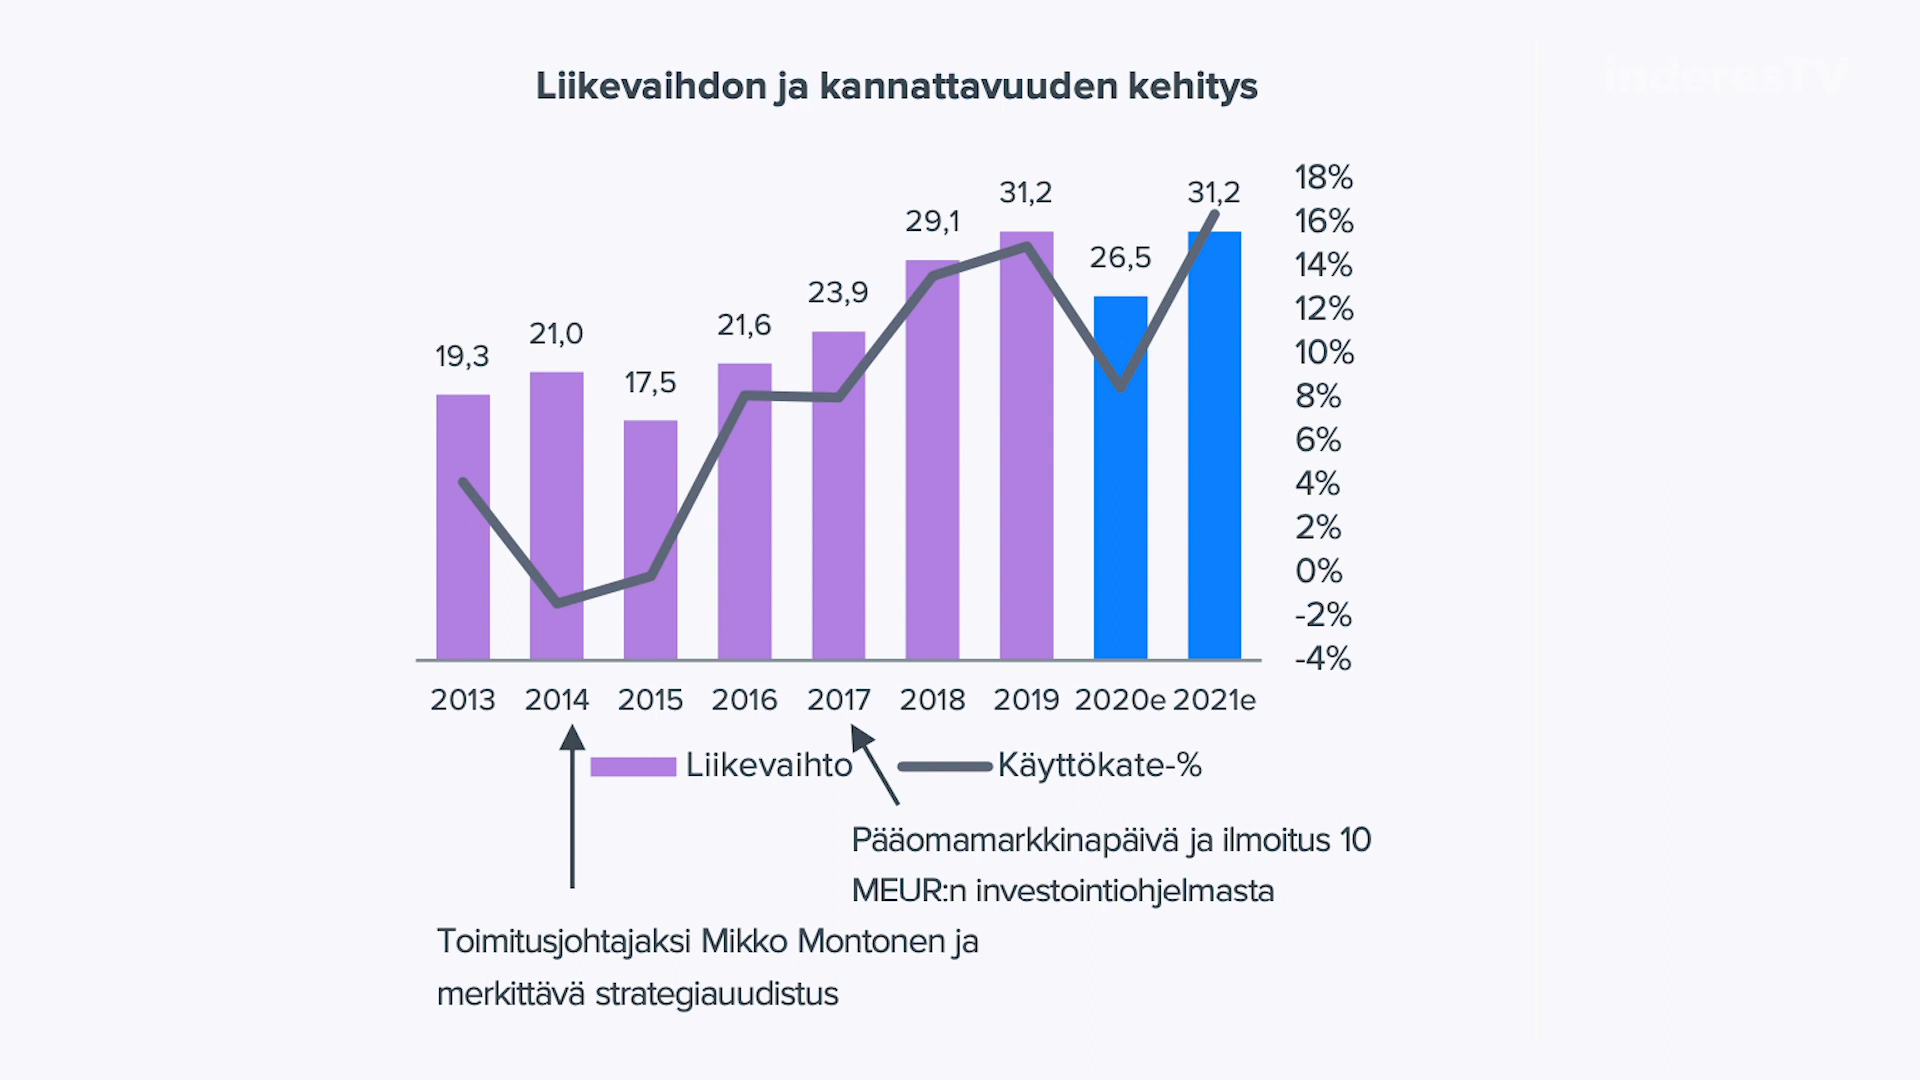 inderesTV
Liikevaihdon ja kannattavuuden kehitys
19,3
21,0
17,5
21,6
23,9
29,1
31,2
26,5
31,2
18%
16%
14%
12%
10%
8%
6%
4%
2%
0%
-2%
-4%
2013 2014 2015 2016 2017 2018 2019 2020e 2021e
Liikevaihto Käyttökate-%
Pääomamarkkinapäivä ja ilmoitus 10
MEUR:n investointiohjelmasta
Toimitusjohtajaksi Mikko Montonen ja
merkittävä strategiauudistus